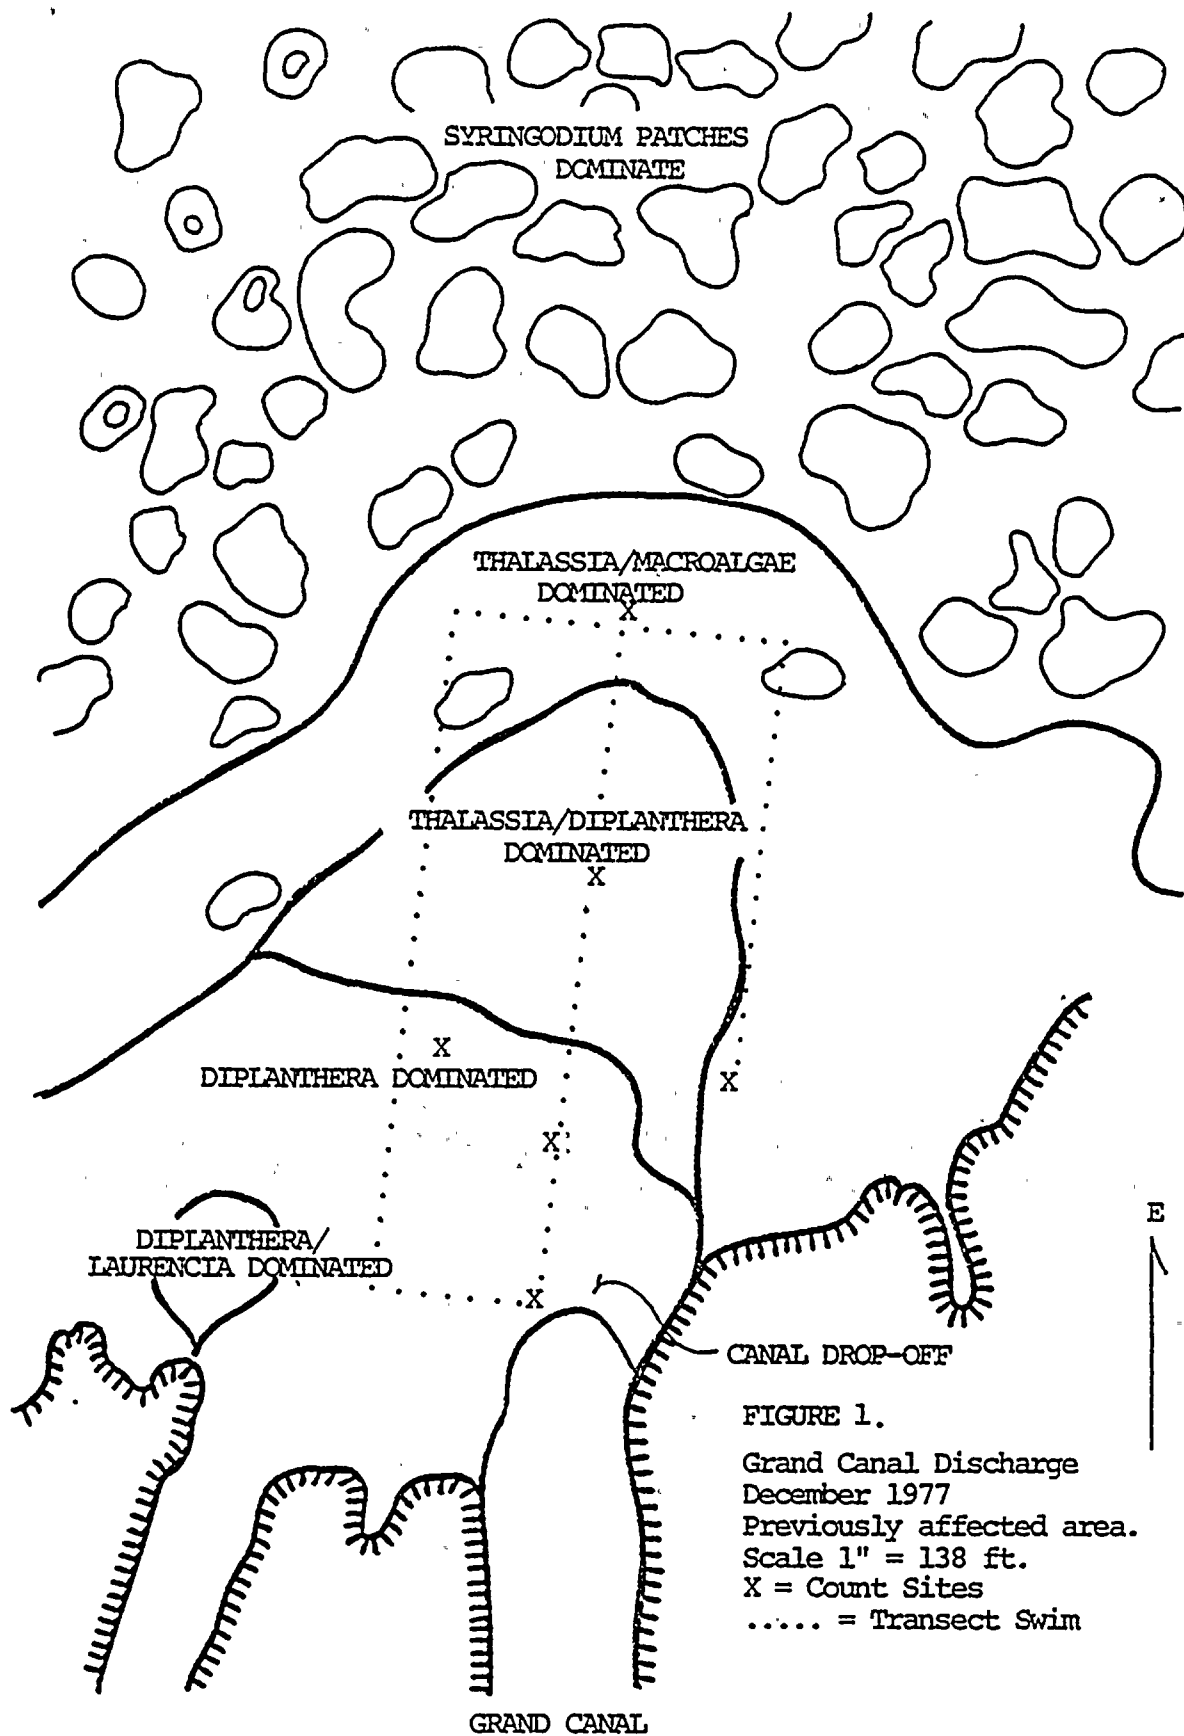 SYRINGODIUM PATCHES
DOMINATE
THALASSIA/MACROALGAE
DOMINATED
X
THALASSIA/DIPLANTHERA
DOMINATED
X
X
DIPLANTHERA DOMINATED
X
X
E
DIPLANTHERA/
LAURENCIA DOMINATED
X
CANAL DROP-OFF
FIGURE 1.
Grand Canal Discharge
December 1977
Previously affected area.
Scale 1" = 138 ft.
X = Count Sites
..... = Transect Swim
GRAND CANAL